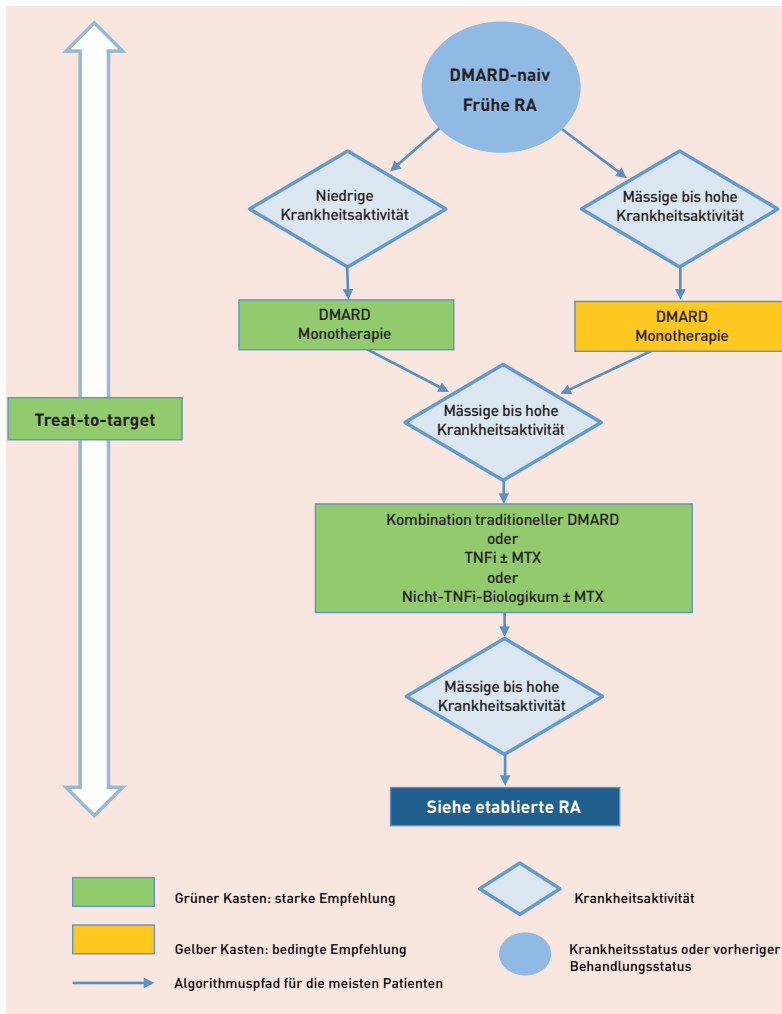 DMARD-naiv
Frühe RA
Niedrige
Krankheitsaktivität
Mässige bis hohe
Krankheitsaktivität
DMARD
Monotherapie
DMARD
Monotherapie
Treat-to-target
Mässige bis hohe
Krankheitsaktivität
Kombination traditioneller DMARD
oder
TNFi ± MTX
oder
Nicht-TNFi-Biologikum ± MTX
Mässige bis hohe
Krankheitsaktivität
Siehe etablierte RA
Grüner Kasten: starke Empfehlung
Gelber Kasten: bedingte Empfehlung
Algorithmuspfad für die meisten Patienten
Krankheitsaktivität
Krankheitsstatus oder vorheriger
Behandlungsstatus